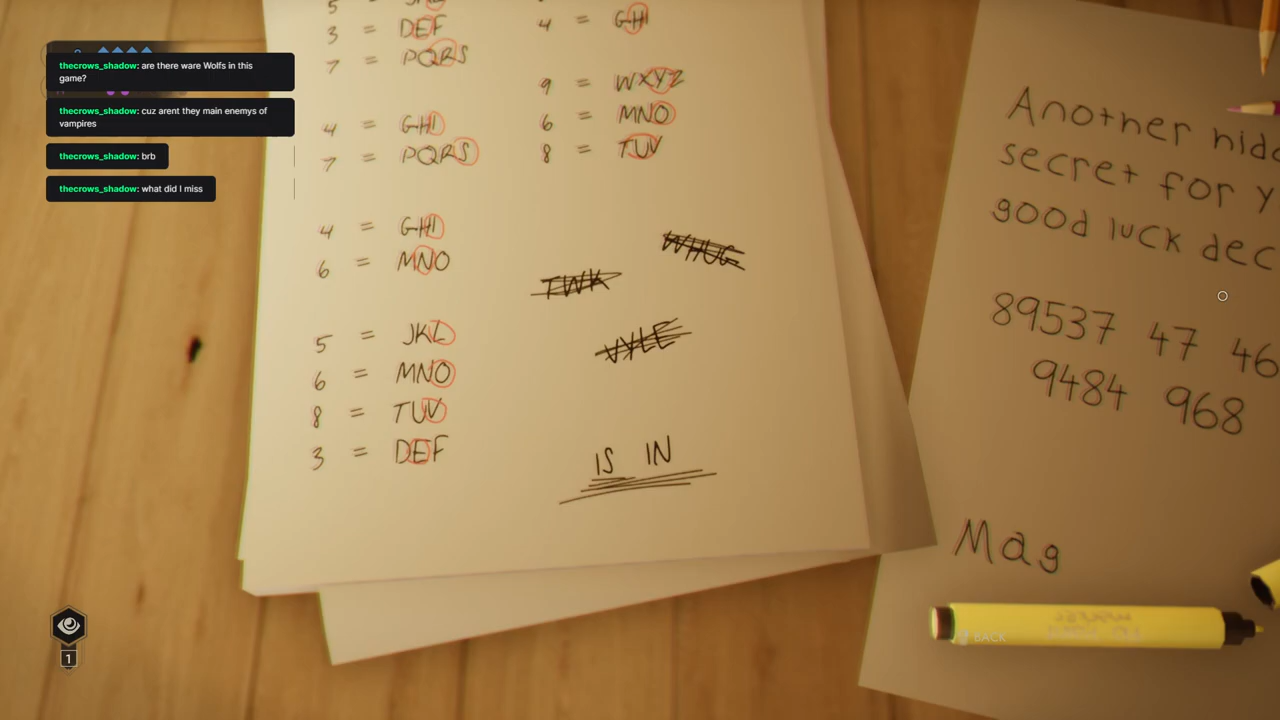 thecrows_shadow: are there ware Wolfs in this
game?
thecrows_shadow: cuz arent they main enemys of
vampires
thecrows_shadow: brb
thecrows_shadow: what did I miss
1
3 = DEF
7 = PQRS
4 = GHI
7 = PQRS
4 = GHI
6 = MNO
5 = JKL
6 = MNO
8 = TUV
3 = DEF
4 = GHI
9 = WXYZ
6 = MNO
8 = TUV
WHUG
TWK
VYLE
IS IN
Another
secret for
good luck
89537 47 46
9484 968
Mag
BACK